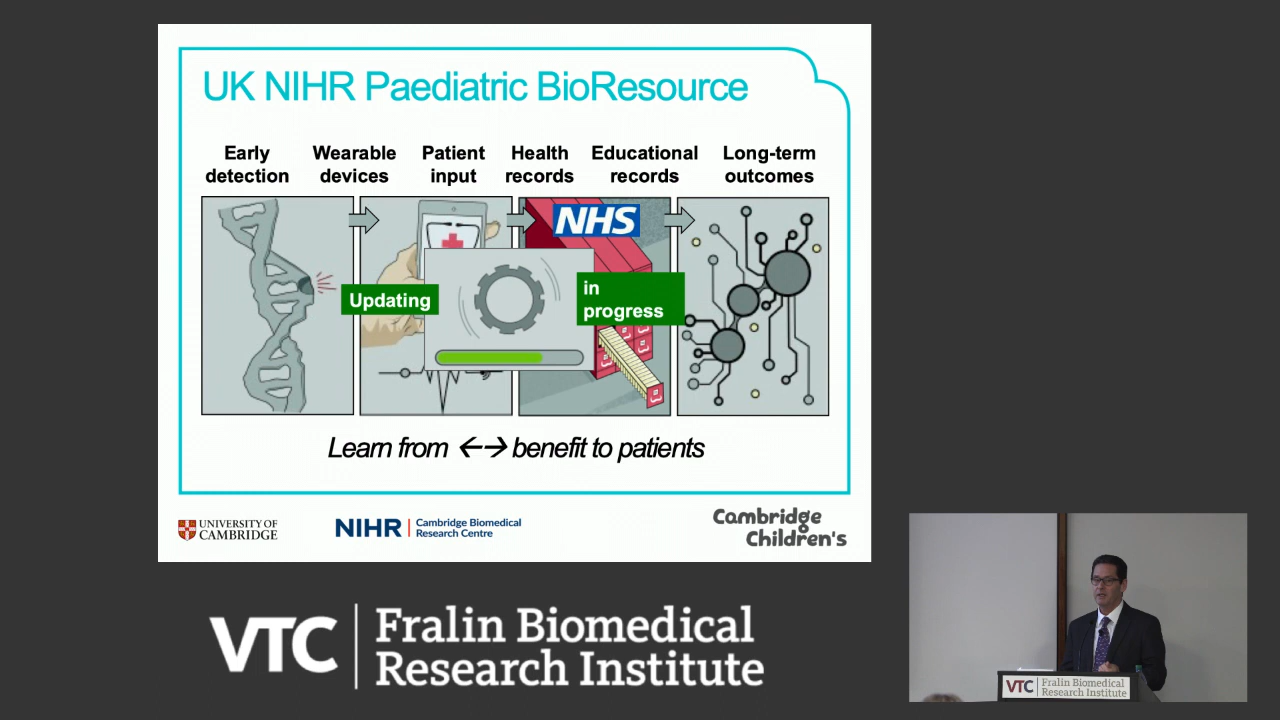 UK NIHR Paediatric BioResource
Early
detection
Wearable
devices
Patient
input
Health
records
Educational
records
Long-term
outcomes
NHS
Updating
in
progress
Learn from ←→ benefit to patients
UNIVERSITY OF
CAMBRIDGE
NIHR | Cambridge Biomedical
Research Centre
Cambridge
Children's
VTC | Fralin Biomedical
Research Institute
VTC | Fralin Biomedical
Research Institute